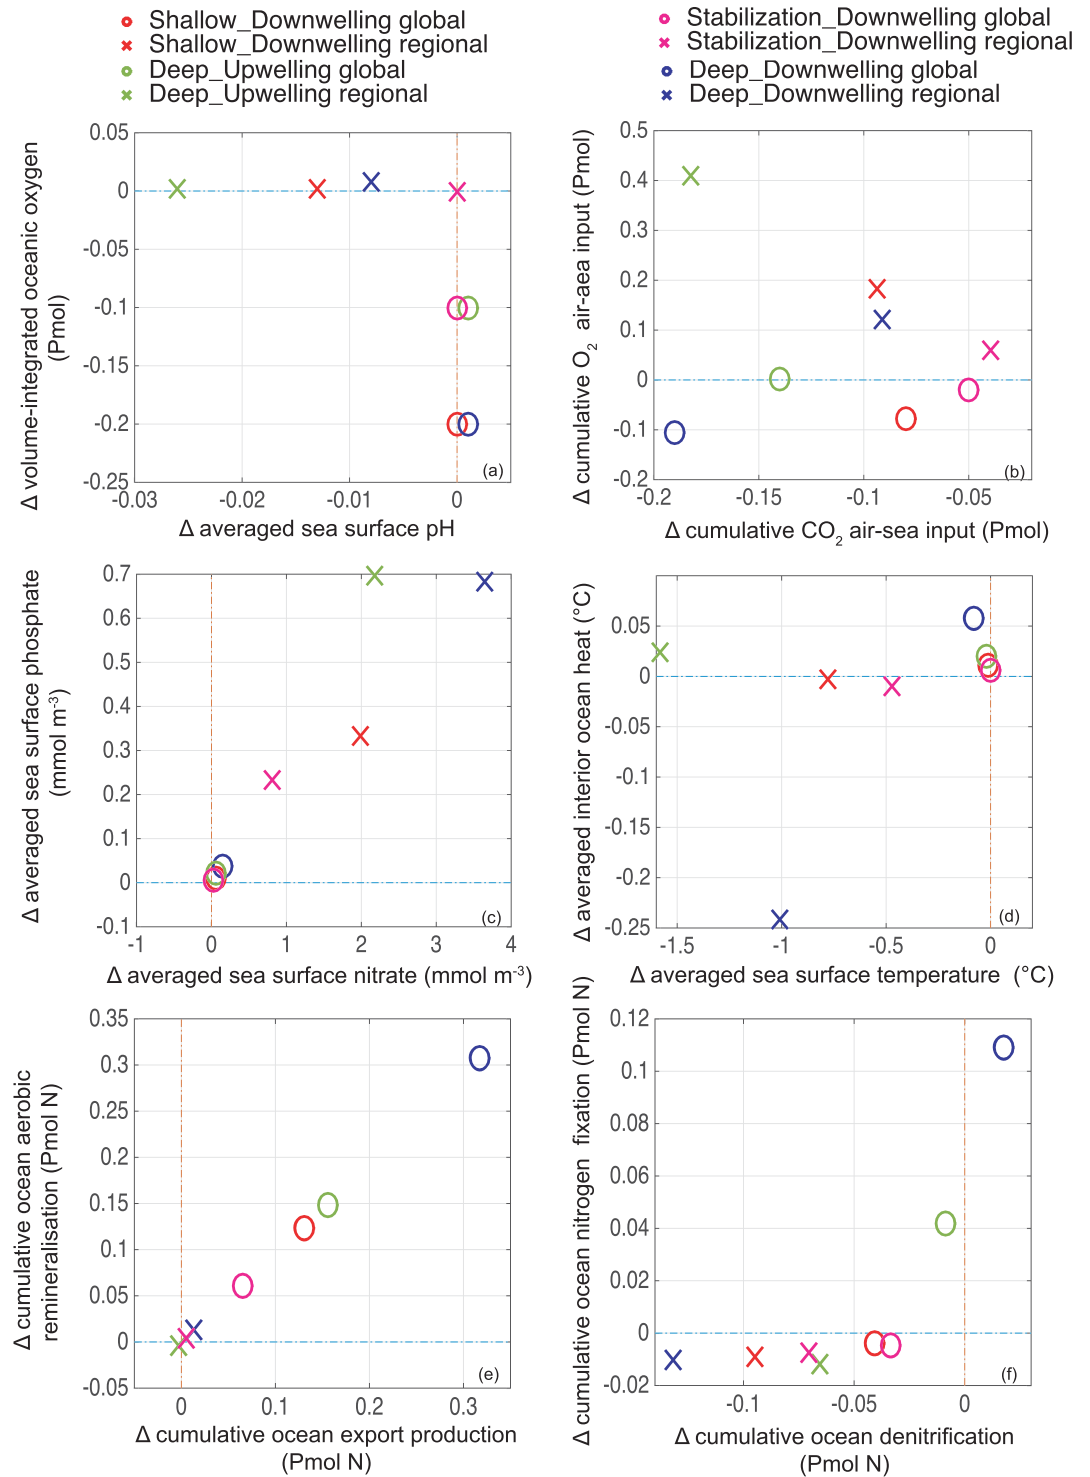 Shallow_Downwelling global
Shallow_Downwelling regional
Deep_Upwelling global
Deep_Upwelling regional
Stabilization_Downwelling global
Stabilization_Downwelling regional
Deep_Downwelling global
Deep_Downwelling regional
Δ volume-integrated oceanic oxygen
(Pmol)
0.05
0
-0.05
-0.1
-0.15
-0.2
-0.25
(a)
-0.03 -0.02 -0.01 0
Δ averaged sea surface pH
Δ cumulative O2 air-aea input (Pmol)
0.5
0.4
0.3
0.2
0.1
0
-0.1
-0.2
(b)
-0.2 -0.15 -0.1 -0.05
Δ cumulative CO2 air-sea input (Pmol)
Δ averaged sea surface phosphate
(mmol m-3)
0.7
0.6
0.5
0.4
0.3
0.2
0.1
0
-0.1
(c)
-1 0 1 2 3 4
Δ averaged sea surface nitrate (mmol m-3)
Δ averaged interior ocean heat (°C)
0.05
0
-0.05
-0.1
-0.15
-0.2
-0.25
(d)
-1.5 -1 -0.5 0
Δ averaged sea surface temperature (°C)
Δ cumulative ocean aerobic
remineralisation (Pmol N)
0.35
0.3
0.25
0.2
0.15
0.1
0.05
0
-0.05
(e)
0 0.1 0.2 0.3
Δ cumulative ocean export production
(Pmol N)
Δ cumulative ocean nitrogen fixation (Pmol N)
0.12
0.1
0.08
0.06
0.04
0.02
0
-0.02
(f)
-0.1 -0.05 0
Δ cumulative ocean denitrification
(Pmol N)